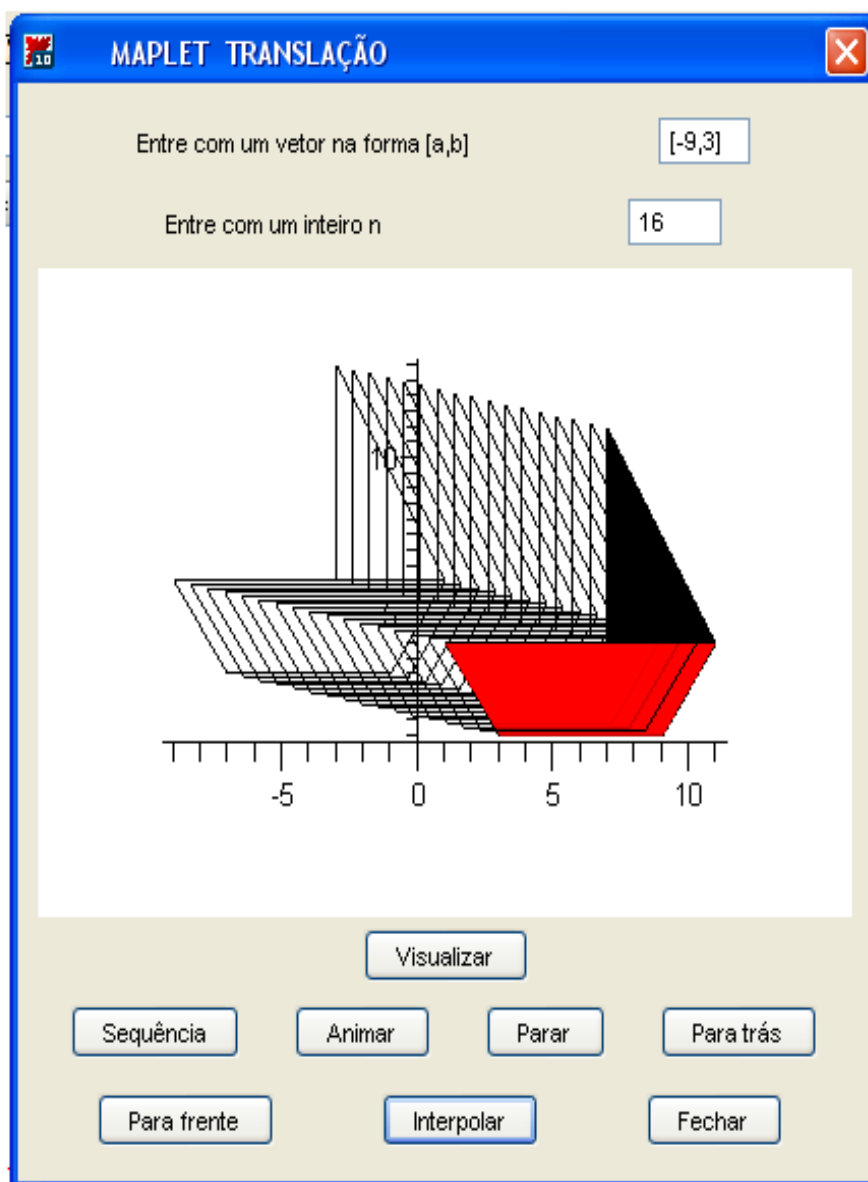 10 MAPLET TRANSLAÇÃO
Entre com um vetor na forma [a,b] [-9,3]
Entre com um inteiro n 16
10
-5 0 5 10
Visualizar
Sequência Animar Parar Para trás
Para frente Interpolar Fechar